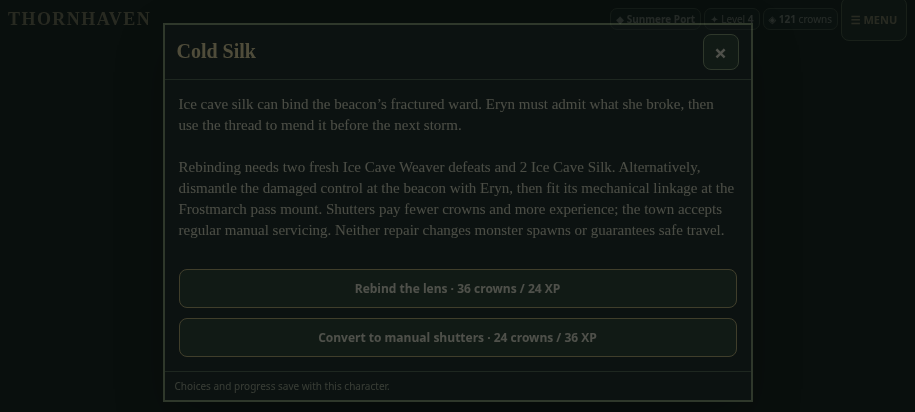 THORNHAVEN
◆ Sunmere Port ✦ Level 4 ◈ 121 crowns ☰ MENU
Cold Silk
×
Ice cave silk can bind the beacon’s fractured ward. Eryn must admit what she broke, then
use the thread to mend it before the next storm.
Rebinding needs two fresh Ice Cave Weaver defeats and 2 Ice Cave Silk. Alternatively,
dismantle the damaged control at the beacon with Eryn, then fit its mechanical linkage at the
Frostmarch pass mount. Shutters pay fewer crowns and more experience; the town accepts
regular manual servicing. Neither repair changes monster spawns or guarantees safe travel.
Rebind the lens · 36 crowns / 24 XP
Convert to manual shutters · 24 crowns / 36 XP
Choices and progress save with this character.